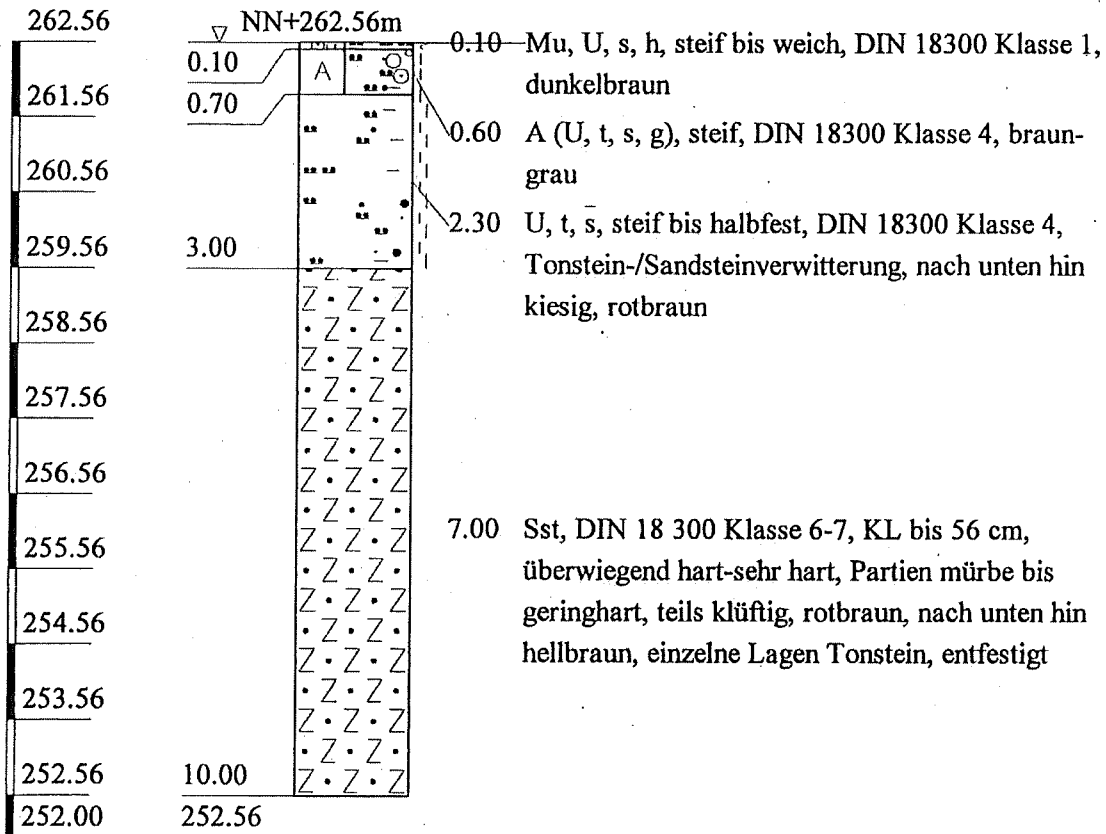 262.56
NN+262.56m
0.10 Mu, U, s, h, steif bis weich, DIN 18300 Klasse 1,
dunkelbraun
0.10
A
261.56
0.70
0.60 A (U, t, s, g), steif, DIN 18300 Klasse 4, braun-
grau
260.56
2.30 U, t, s̄, steif bis halbfest, DIN 18300 Klasse 4,
Tonstein-/Sandsteinverwitterung, nach unten hin
kiesig, rotbraun
259.56
3.00
258.56
257.56
256.56
7.00 Sst, DIN 18 300 Klasse 6-7, KL bis 56 cm,
überwiegend hart-sehr hart, Partien mürbe bis
geringhart, teils klüftig, rotbraun, nach unten hin
hellbraun, einzelne Lagen Tonstein, entfestigt
255.56
254.56
253.56
252.56
10.00
252.00
252.56